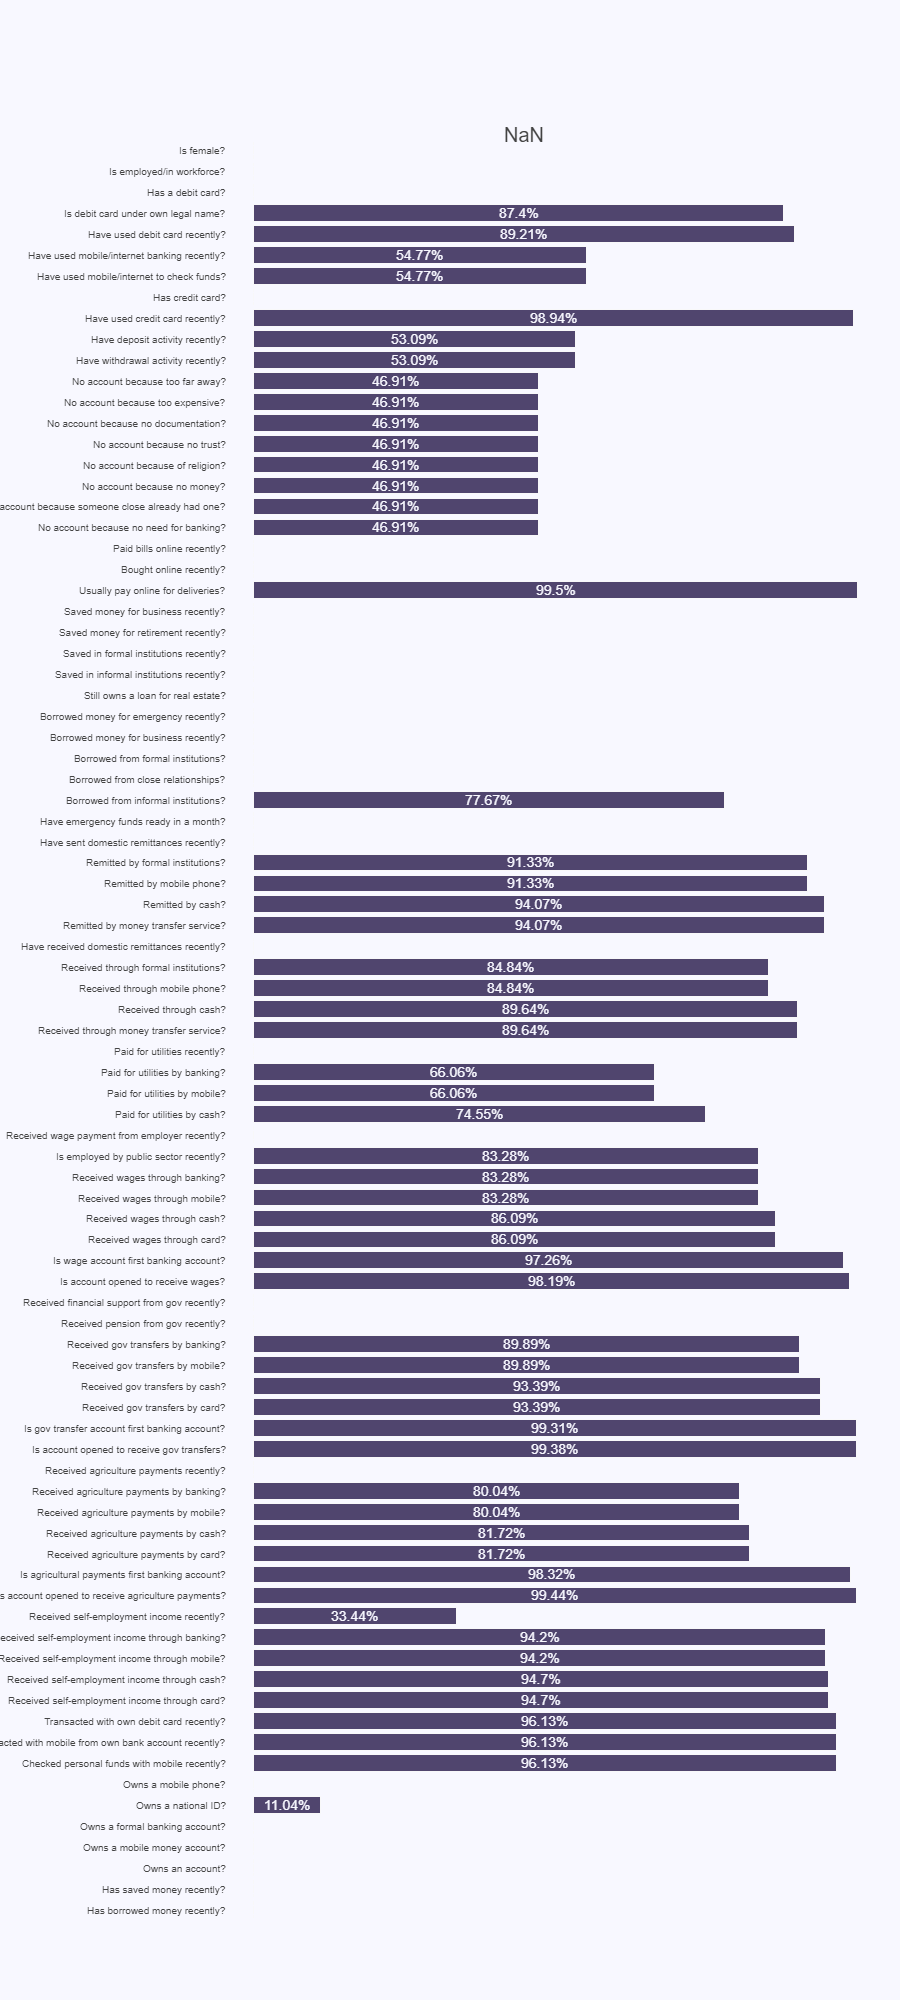 NaN
Is female?
Is employed/in workforce?
Has a debit card?
Is debit card under own legal name? 87.4%
Have used debit card recently? 89.21%
Have used mobile/internet banking recently? 54.77%
Have used mobile/internet to check funds? 54.77%
Has credit card?
Have used credit card recently? 98.94%
Have deposit activity recently? 53.09%
Have withdrawal activity recently? 53.09%
No account because too far away? 46.91%
No account because too expensive? 46.91%
No account because no documentation? 46.91%
No account because no trust? 46.91%
No account because of religion? 46.91%
No account because no money? 46.91%
account because someone close already had one? 46.91%
No account because no need for banking? 46.91%
Paid bills online recently?
Bought online recently?
Usually pay online for deliveries? 99.5%
Saved money for business recently?
Saved money for retirement recently?
Saved in formal institutions recently?
Saved in informal institutions recently?
Still owns a loan for real estate?
Borrowed money for emergency recently?
Borrowed money for business recently?
Borrowed from formal institutions?
Borrowed from close relationships?
Borrowed from informal institutions? 77.67%
Have emergency funds ready in a month?
Have sent domestic remittances recently?
Remitted by formal institutions? 91.33%
Remitted by mobile phone? 91.33%
Remitted by cash? 94.07%
Remitted by money transfer service? 94.07%
Have received domestic remittances recently?
Received through formal institutions? 84.84%
Received through mobile phone? 84.84%
Received through cash? 89.64%
Received through money transfer service? 89.64%
Paid for utilities recently?
Paid for utilities by banking? 66.06%
Paid for utilities by mobile? 66.06%
Paid for utilities by cash? 74.55%
Received wage payment from employer recently?
Is employed by public sector recently? 83.28%
Received wages through banking? 83.28%
Received wages through mobile? 83.28%
Received wages through cash? 86.09%
Received wages through card? 86.09%
Is wage account first banking account? 97.26%
Is account opened to receive wages? 98.19%
Received financial support from gov recently?
Received pension from gov recently?
Received gov transfers by banking? 89.89%
Received gov transfers by mobile? 89.89%
Received gov transfers by cash? 93.39%
Received gov transfers by card? 93.39%
Is gov transfer account first banking account? 99.31%
Is account opened to receive gov transfers? 99.38%
Received agriculture payments recently?
Received agriculture payments by banking? 80.04%
Received agriculture payments by mobile? 80.04%
Received agriculture payments by cash? 81.72%
Received agriculture payments by card? 81.72%
Is agricultural payments first banking account? 98.32%
s account opened to receive agriculture payments? 99.44%
Received self-employment income recently? 33.44%
eceived self-employment income through banking? 94.2%
Received self-employment income through mobile? 94.2%
Received self-employment income through cash? 94.7%
Received self-employment income through card? 94.7%
Transacted with own debit card recently? 96.13%
acted with mobile from own bank account recently? 96.13%
Checked personal funds with mobile recently? 96.13%
Owns a mobile phone?
Owns a national ID? 11.04%
Owns a formal banking account?
Owns a mobile money account?
Owns an account?
Has saved money recently?
Has borrowed money recently?